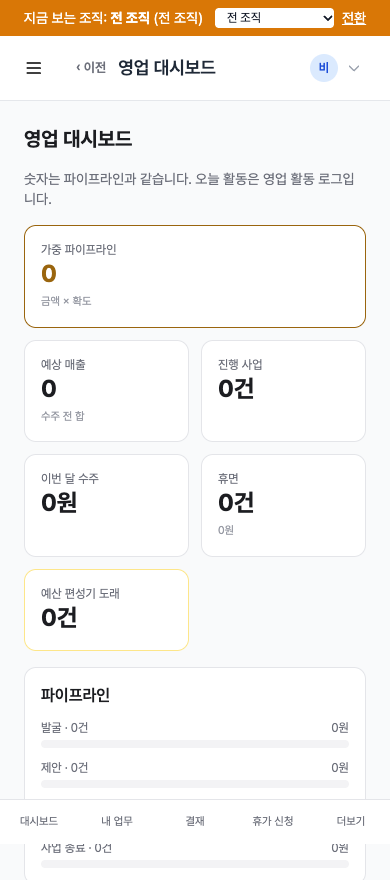 지금 보는 조직: 전 조직 (전 조직) 전 조직 전환
‹ 이전 영업 대시보드 비
영업 대시보드
숫자는 파이프라인과 같습니다. 오늘 활동은 영업 활동 로그입
니다.
가중 파이프라인
0
금액 × 확도
예상 매출
0
수주 전 합
진행 사업
0건
이번 달 수주
0원
휴면
0건
0원
예산 편성기 도래
0건
파이프라인
발굴 · 0건 0원
제안 · 0건 0원
대시보드 내 업무 결재 휴가 신청 더보기
사업 종료 · 0건 0원